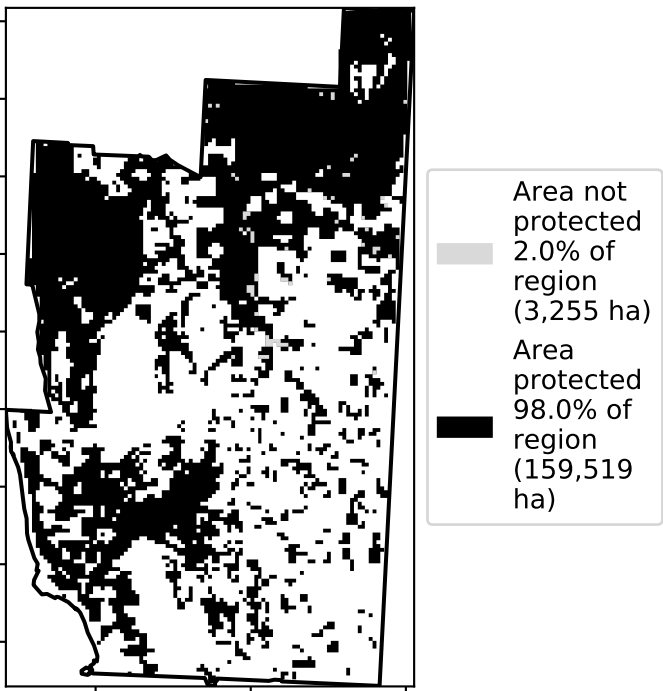 Area not
protected
2.0% of
region
(3,255 ha)
Area
protected
98.0% of
region
(159,519
ha)